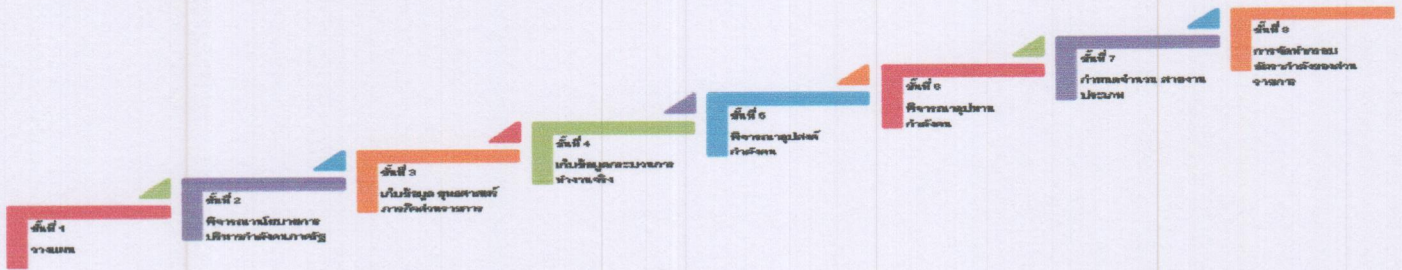 ขั้นที่ 1
วางแผน
ขั้นที่ 2
พิจารณานโยบายการ
บริหารกำลังคนภาครัฐ
ขั้นที่ 3
เก็บข้อมูล ยุทธศาสตร์
ภารกิจส่วนราชการ
ขั้นที่ 4
เก็บข้อมูลกระบวนการ
ทำงานจริง
ขั้นที่ 5
พิจารณาอุปสงค์
กำลังคน
ขั้นที่ 6
พิจารณาอุปทาน
กำลังคน
ขั้นที่ 7
กำหนดจำนวน สายงาน
ประเภท
ขั้นที่ 8
การจัดทำกรอบ
อัตรากำลังของส่วน
ราชการ